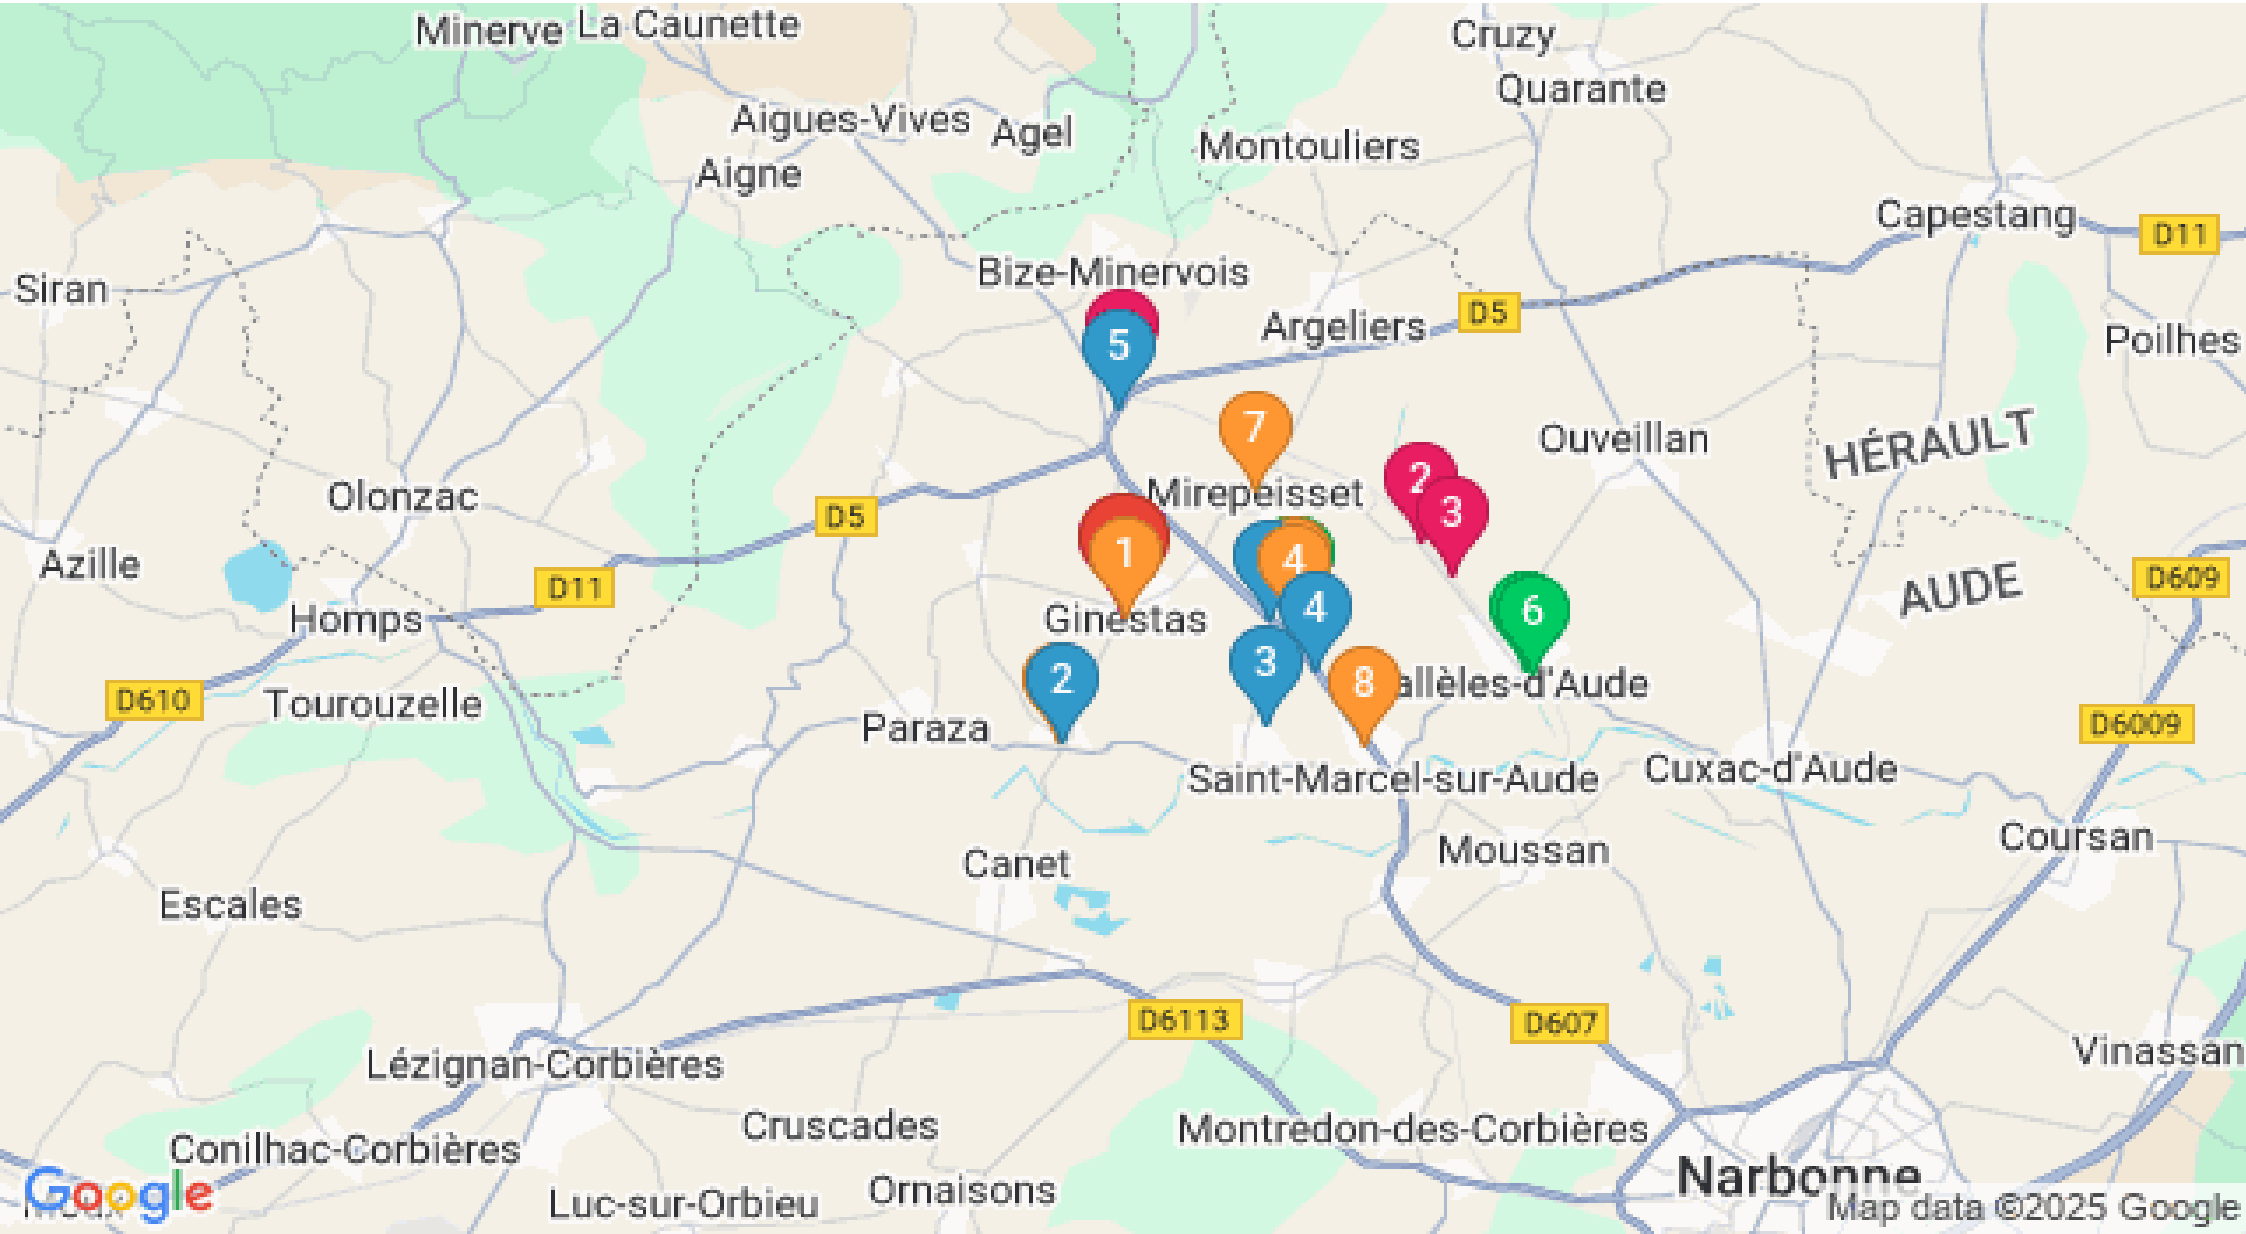 Minerve
La Caunette
Cruzy
Quarante
Aigues-Vives
Agel
Montouliers
Aigne
Capestang
D11
Bize-Minervois
Siran
D5
Argeliers
Poilhes
5
7
Ouveillan
HÉRAULT
2
Mirepeisset
Olonzac
3
D5
1
4
Azille
D11
D609
AUDE
Homps
Ginestas
4
6
3
2
8
allèles-d'Aude
D610
Tourouzelle
Paraza
D6009
Saint-Marcel-sur-Aude
Cuxac-d'Aude
Coursan
Moussan
Canet
Escales
D6113
D607
Vinassan
Lézignan-Corbières
Cruscades
Montredon-des-Corbières
Conilhac-Corbières
Narbonne
Google
Ornaisons
Luc-sur-Orbieu
Map data ©2025 Google